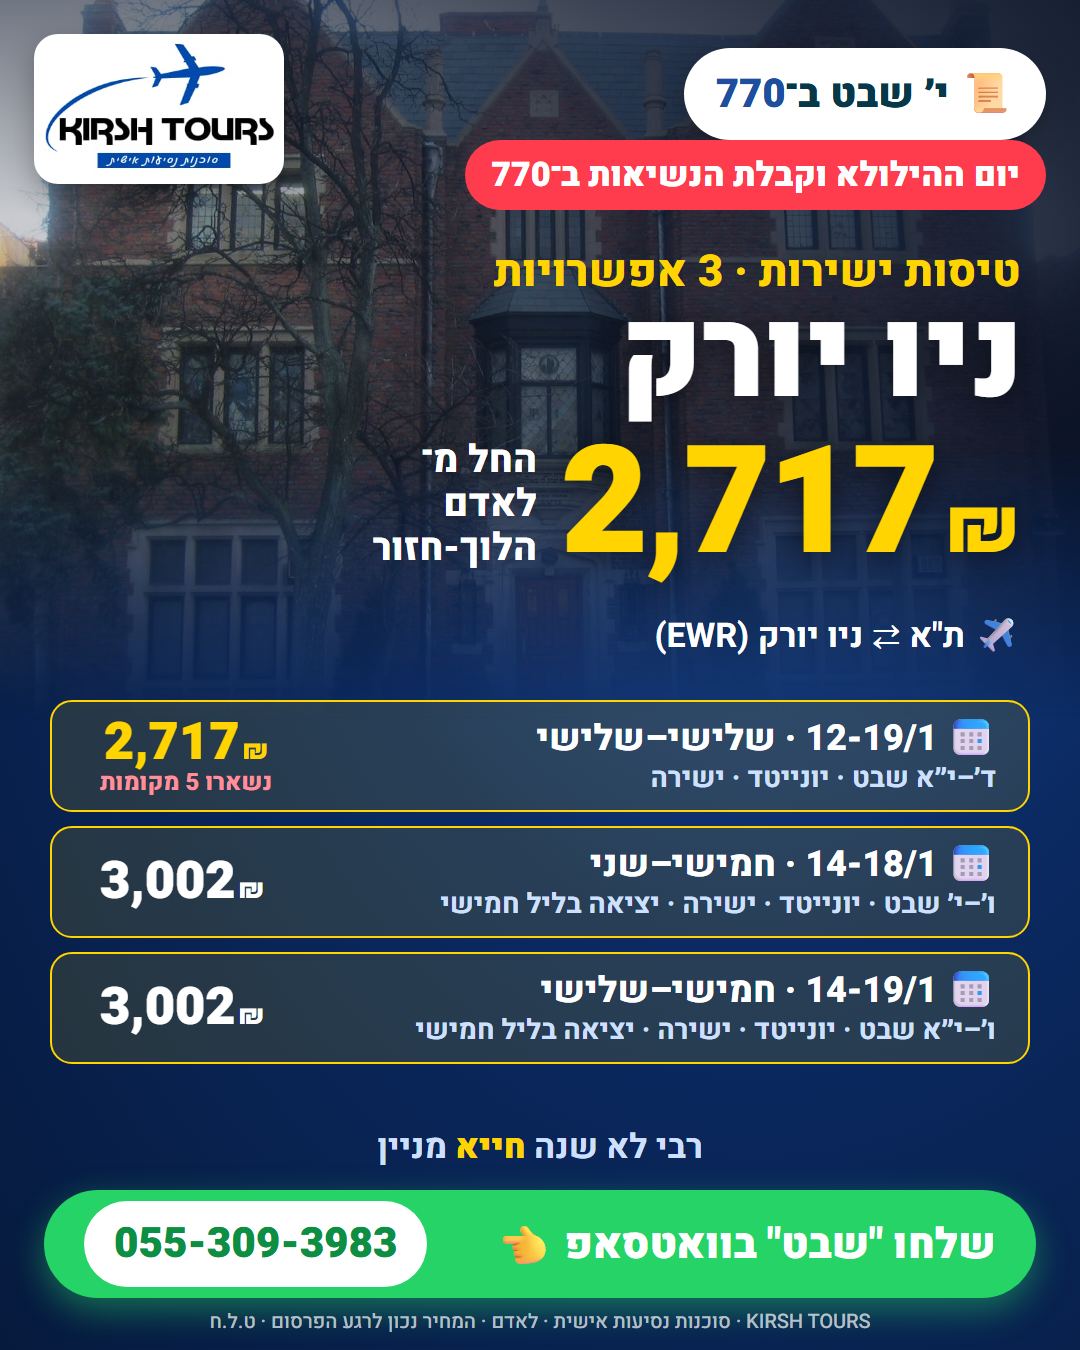 KIRSH TOURS
סוכנות נסיעות אישית
י׳ שבט ב־770
יום ההילולא וקבלת הנשיאות ב־770
טיסות ישירות · 3 אפשרויות
ניו יורק
₪2,717
החל מ־
לאדם
הלוך-חזור
ת"א ⇄ ניו יורק (EWR)
12-19/1 · שלישי–שלישי
ד׳–י״א שבט · יונייטד · ישירה
₪2,717
נשארו 5 מקומות
14-18/1 · חמישי–שני
ו׳–י׳ שבט · יונייטד · ישירה · יציאה בליל חמישי
₪3,002
14-19/1 · חמישי–שלישי
ו׳–י״א שבט · יונייטד · ישירה · יציאה בליל חמישי
₪3,002
רבי לא שנה חייא מניין
שלחו "שבט" בוואטסאפ
055-309-3983
KIRSH TOURS · סוכנות נסיעות אישית · לאדם · המחיר נכון לרגע הפרסום · ט.ל.ח